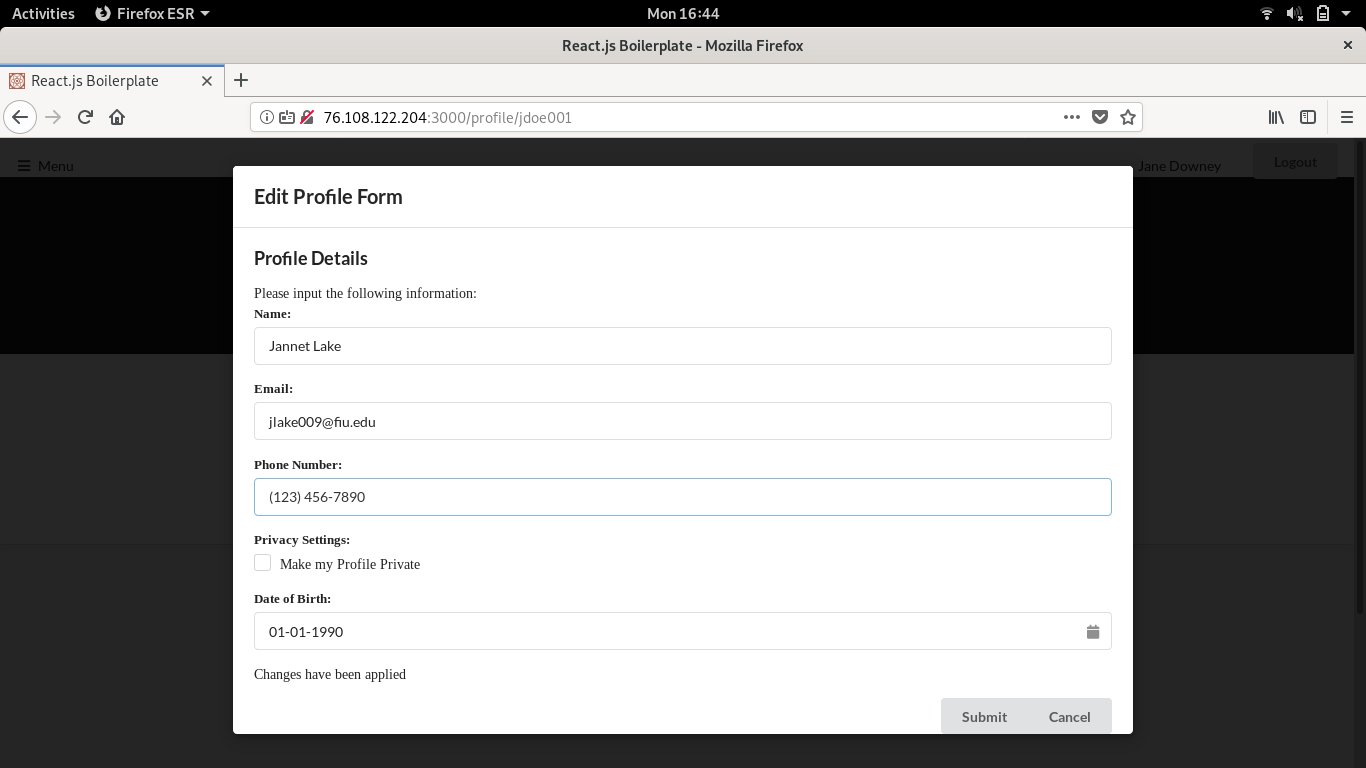 Activities Firefox ESR Mon 16:44
React.js Boilerplate - Mozilla Firefox
React.js Boilerplate
76.108.122.204:3000/profile/jdoe001
Menu Jane Downey Logout
Edit Profile Form
Profile Details
Please input the following information:
Name:
Jannet Lake
Email:
jlake009@fiu.edu
Phone Number:
(123) 456-7890
Privacy Settings:
Make my Profile Private
Date of Birth:
01-01-1990
Changes have been applied
Submit Cancel